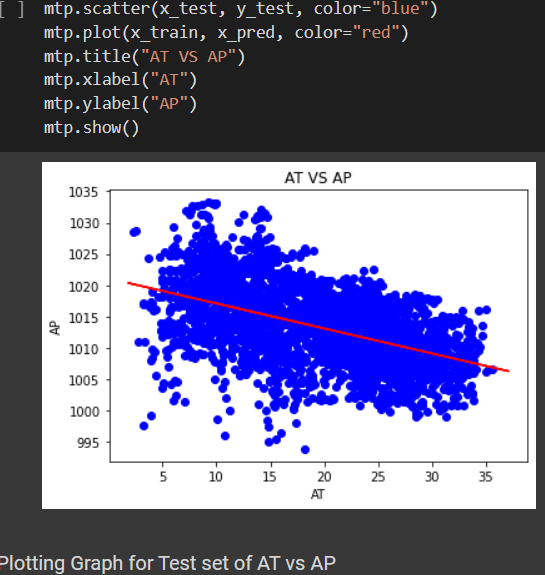 [ ] mtp.scatter(x_test, y_test, color="blue")
mtp.plot(x_train, x_pred, color="red")
mtp.title("AT VS AP")
mtp.xlabel("AT")
mtp.ylabel("AP")
mtp.show()
AT VS AP
1035
1030
1025
1020
1015
1010
1005
1000
995
AP
5 10 15 20 25 30 35
AT
Plotting Graph for Test set of AT vs AP